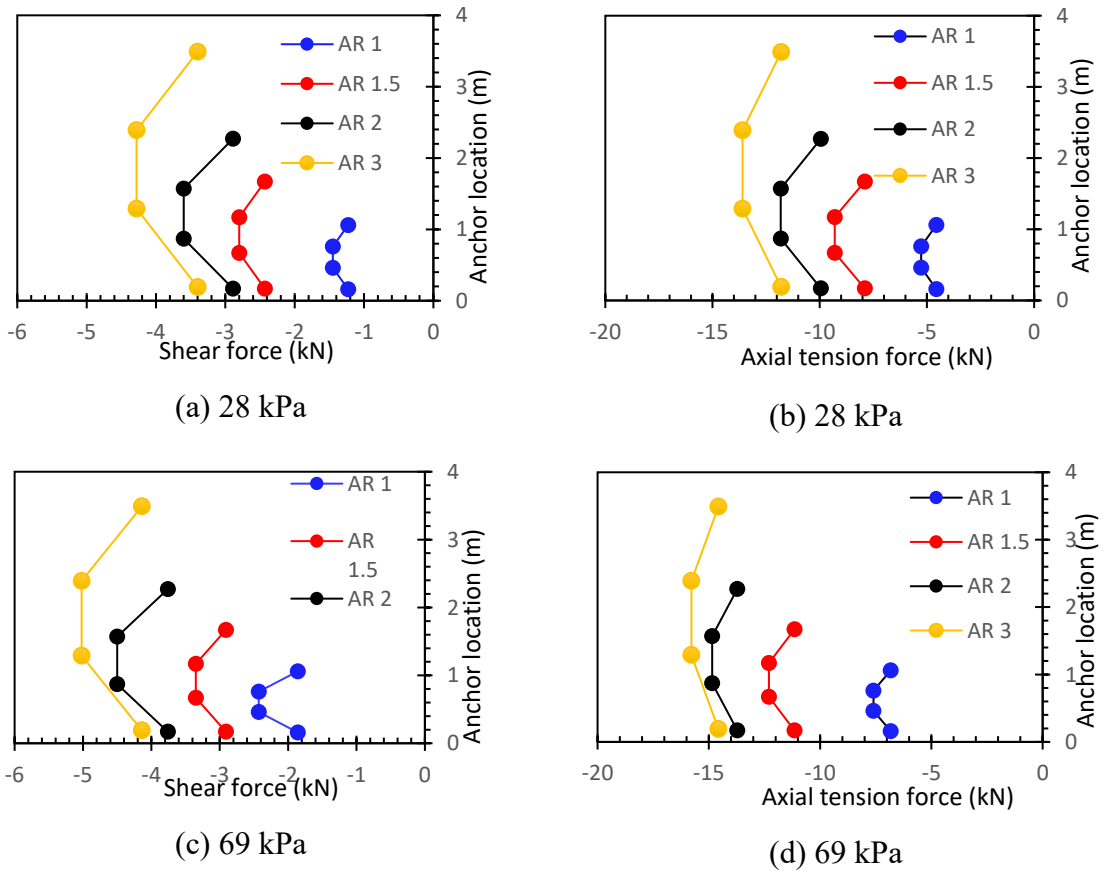 4
3
2
1
0
Anchor location (m)
AR 1
AR 1.5
AR 2
AR 3
-6
-5
-4
-3
-2
-1
0
Shear force (kN)
(a) 28 kPa
4
3
2
1
0
Anchor location (m)
AR 1
AR 1.5
AR 2
AR 3
-20
-15
-10
-5
0
Axial tension force (kN)
(b) 28 kPa
4
3
2
1
0
Anchor location (m)
AR 1
AR
1.5
AR 2
-6
-5
-4
-3
-2
-1
0
Shear force (kN)
(c) 69 kPa
4
3
2
1
0
Anchor location (m)
AR 1
AR 1.5
AR 2
AR 3
-20
-15
-10
-5
0
Axial tension force (kN)
(d) 69 kPa